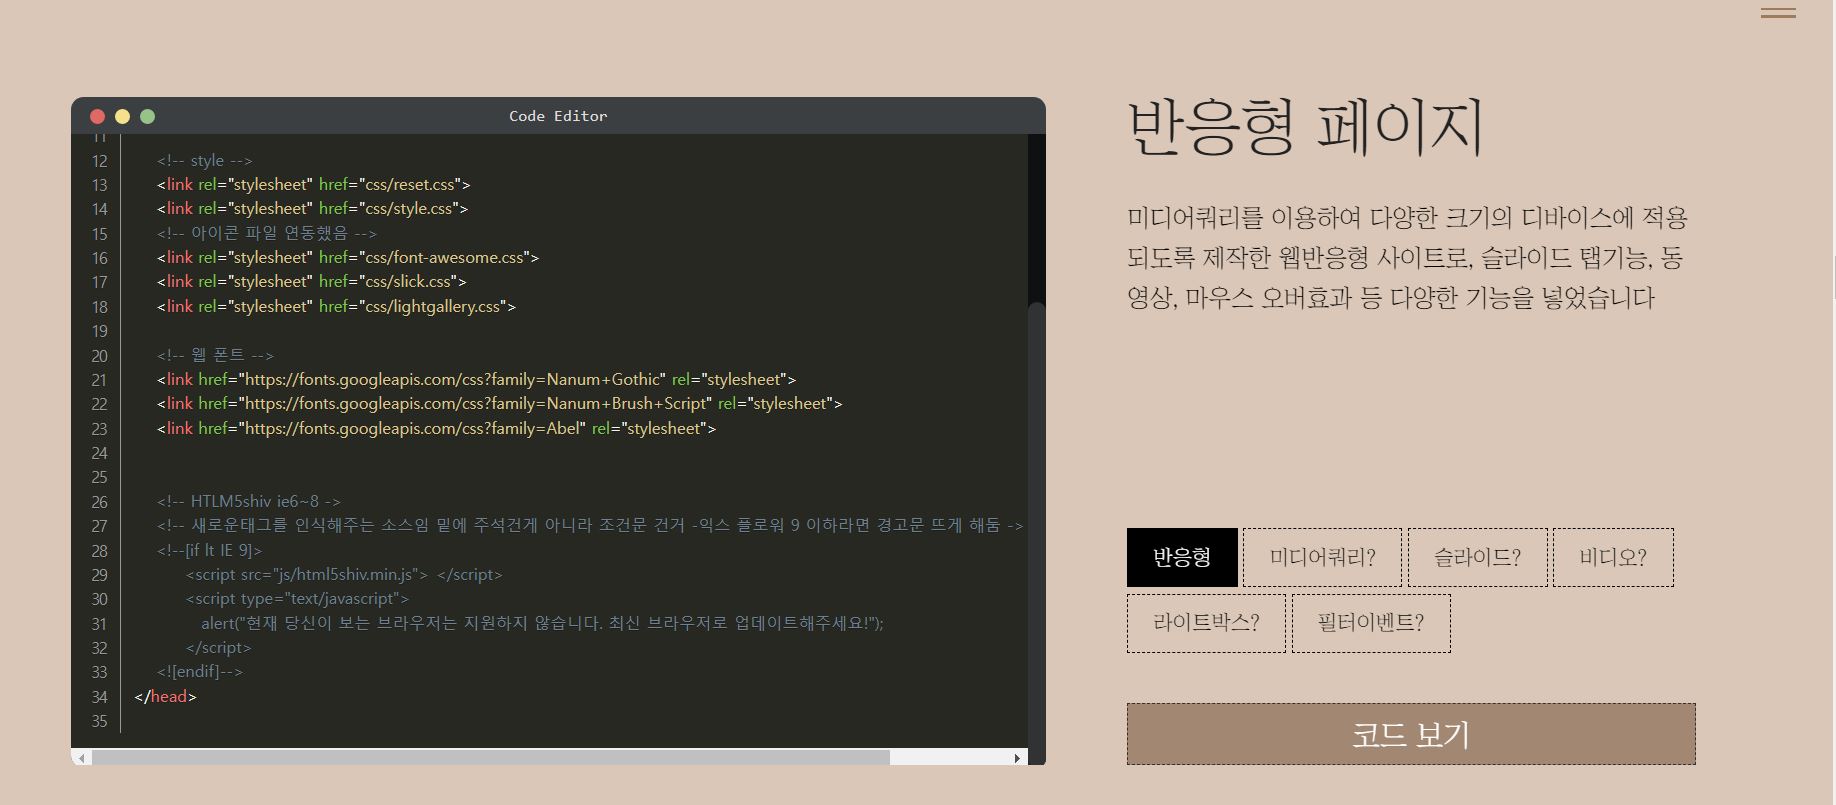 Code Editor
11
12 <!-- style -->
13 <link rel="stylesheet" href="css/reset.css">
14 <link rel="stylesheet" href="css/style.css">
15 <!-- 아이콘 파일 연동했음 -->
16 <link rel="stylesheet" href="css/font-awesome.css">
17 <link rel="stylesheet" href="css/slick.css">
18 <link rel="stylesheet" href="css/lightgallery.css">
19
20 <!-- 웹 폰트 -->
21 <link href="https://fonts.googleapis.com/css?family=Nanum+Gothic" rel="stylesheet">
22 <link href="https://fonts.googleapis.com/css?family=Nanum+Brush+Script" rel="stylesheet">
23 <link href="https://fonts.googleapis.com/css?family=Abel" rel="stylesheet">
24
25
26 <!-- HTLM5shiv ie6~8 ->
27 <!-- 새로운태그를 인식해주는 소스임 밑에 주석건게 아니라 조건문 건거 -익스 플로워 9 이하라면 경고문 뜨게 해둠 ->
28 <!--[if lt IE 9]>
29 <script src="js/html5shiv.min.js"> </script>
30 <script type="text/javascript">
31 alert("현재 당신이 보는 브라우저는 지원하지 않습니다. 최신 브라우저로 업데이트해주세요!");
32 </script>
33 <![endif]-->
34 </head>
35
반응형 페이지
미디어쿼리를 이용하여 다양한 크기의 디바이스에 적용
되도록 제작한 웹반응형 사이트로, 슬라이드 탭기능, 동
영상, 마우스 오버효과 등 다양한 기능을 넣었습니다
반응형 미디어쿼리? 슬라이드? 비디오?
라이트박스? 필터이벤트?
코드 보기